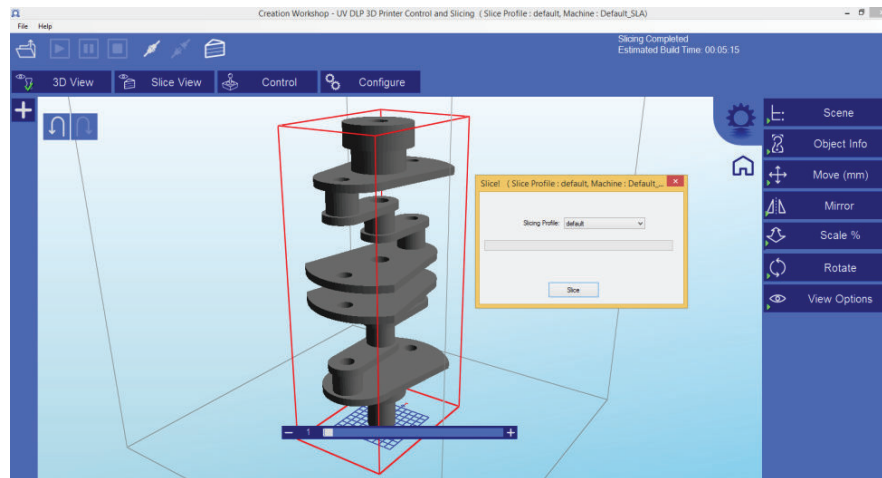 Creation Workshop - UV DLP 3D Printer Control and Slicing ( Slice Profile : default, Machine : Default_SLA)
File Help
Slicing Completed
Estimated Build Time: 00:05:15
3D View Slice View Control Configure
Scene
Object Info
Move (mm)
Mirror
Scale %
Rotate
View Options
Slice! ( Slice Profile : default, Machine : Default_...
Slicing Profile: default
Slice
1